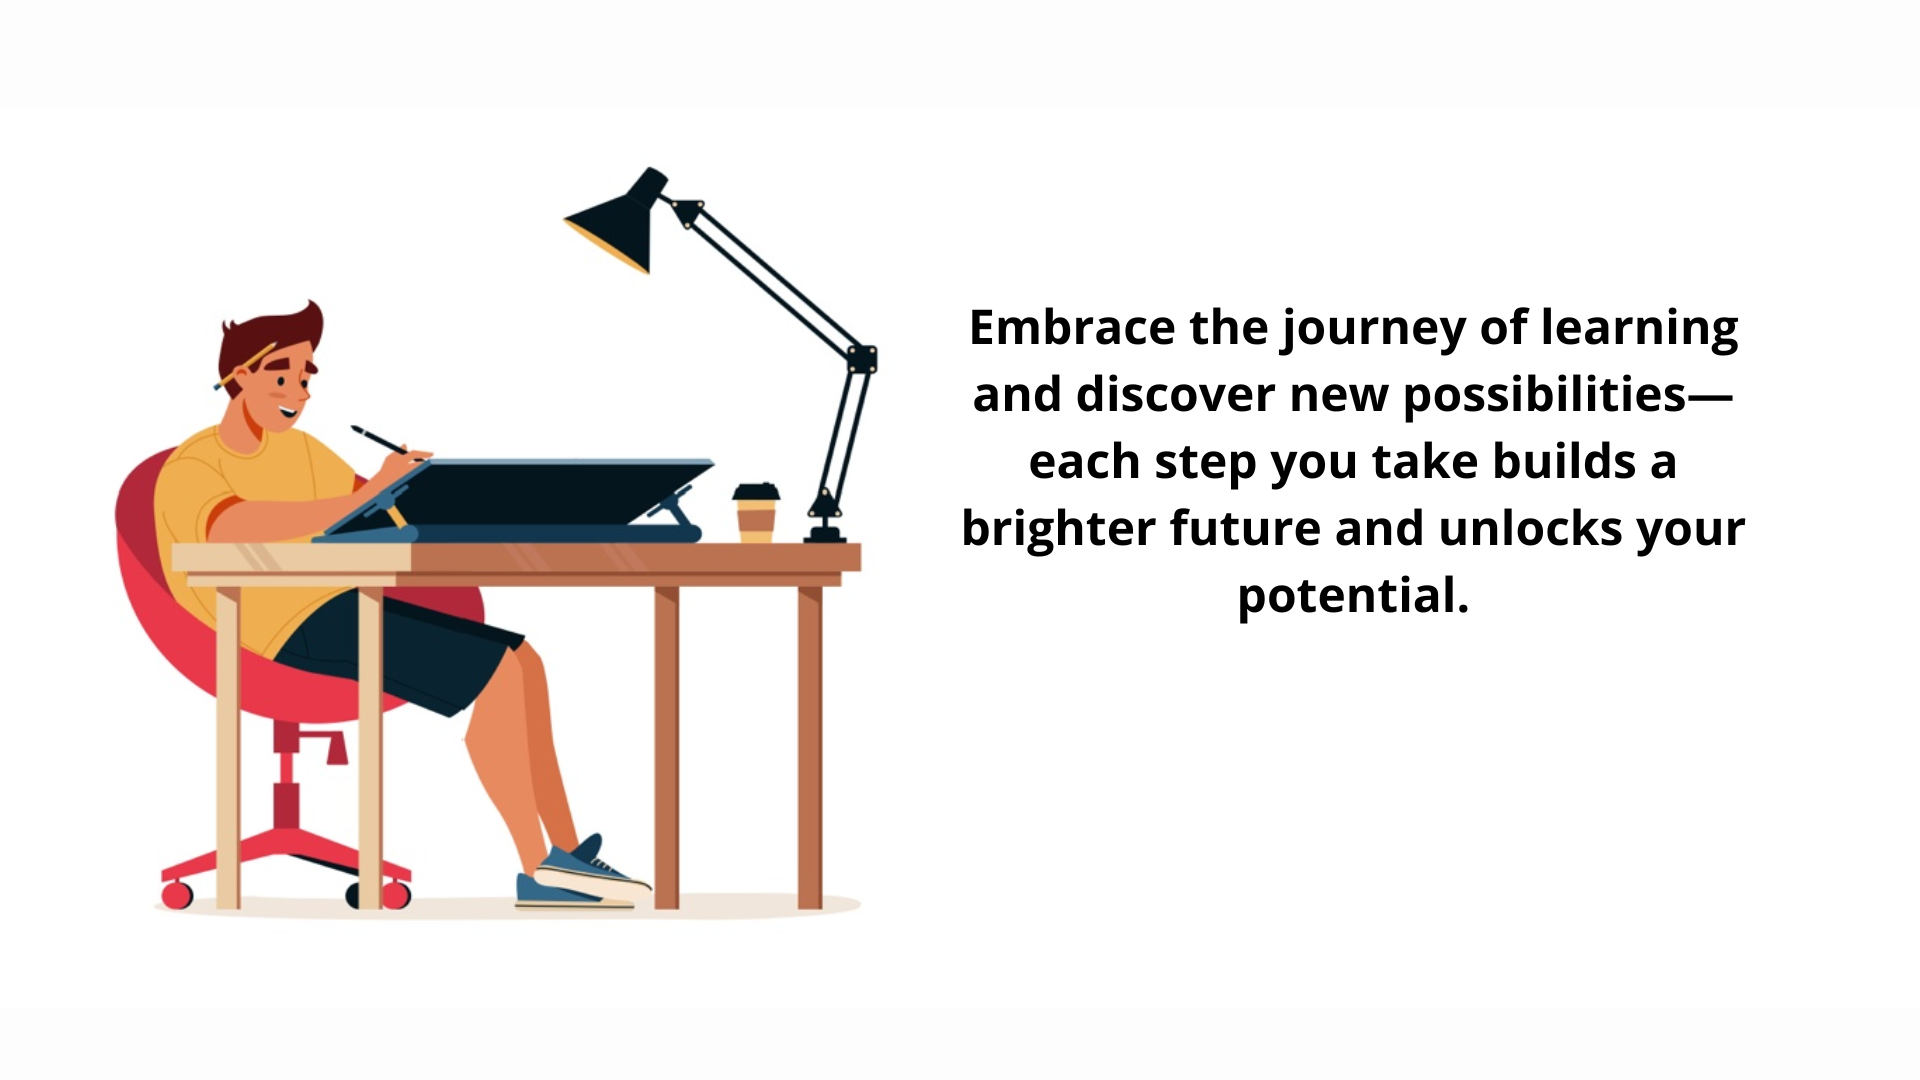 Embrace the journey of learning
and discover new possibilities—
each step you take builds a
brighter future and unlocks your
potential.